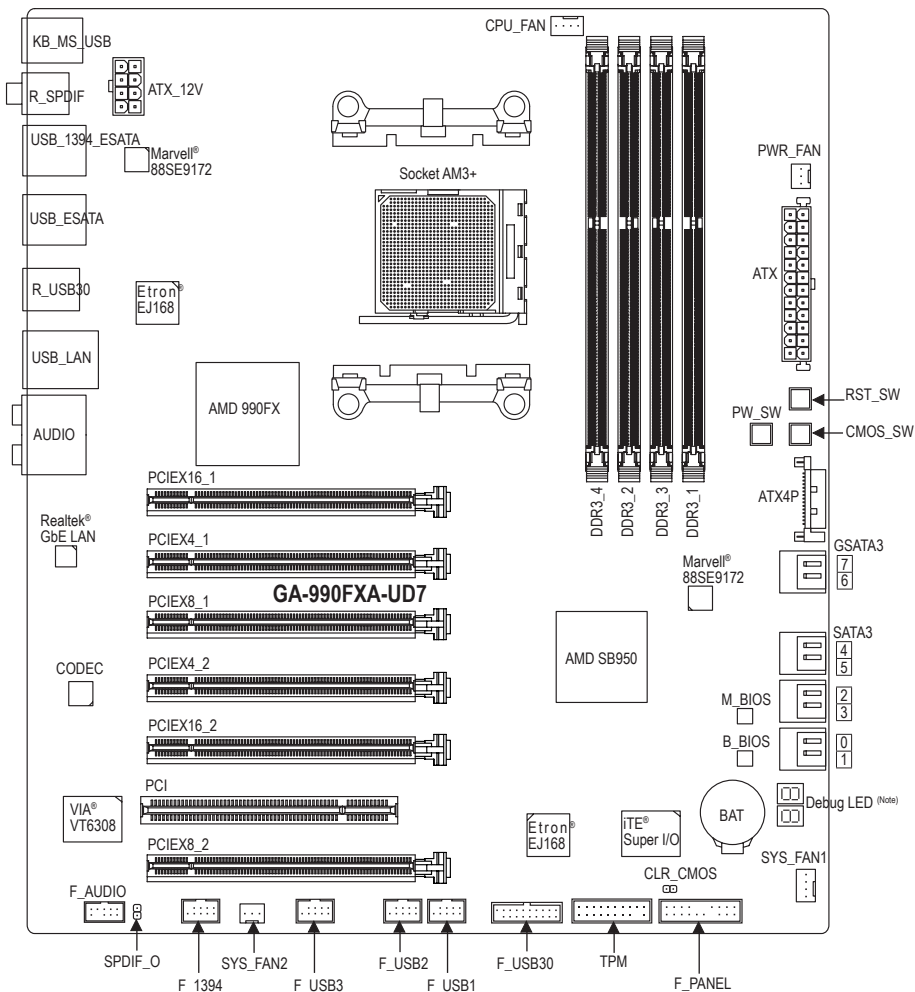 CPU_FAN
KB_MS_USB
R_SPDIF
ATX_12V
USB_1394_ESATA
Marvell®
88SE9172
Socket AM3+
PWR_FAN
USB_ESATA
ATX
R_USB30
Etron®
EJ168
USB_LAN
AMD 990FX
RST_SW
PW_SW
CMOS_SW
AUDIO
PCIEX16_1
DDR3_4
DDR3_2
DDR3_3
DDR3_1
ATX4P
Realtek®
GbE LAN
PCIEX4_1
Marvell®
88SE9172
GSATA3
7
6
GA-990FXA-UD7
PCIEX8_1
AMD SB950
SATA3
4
5
CODEC
PCIEX4_2
M_BIOS
2
3
PCIEX16_2
B_BIOS
0
1
PCI
VIA®
VT6308
Etron®
EJ168
iTE®
Super I/O
BAT
Debug LED (Note)
PCIEX8_2
CLR_CMOS
SYS_FAN1
F_AUDIO
SPDIF_O
F_1394
SYS_FAN2
F_USB3
F_USB2
F_USB1
F_USB30
TPM
F_PANEL